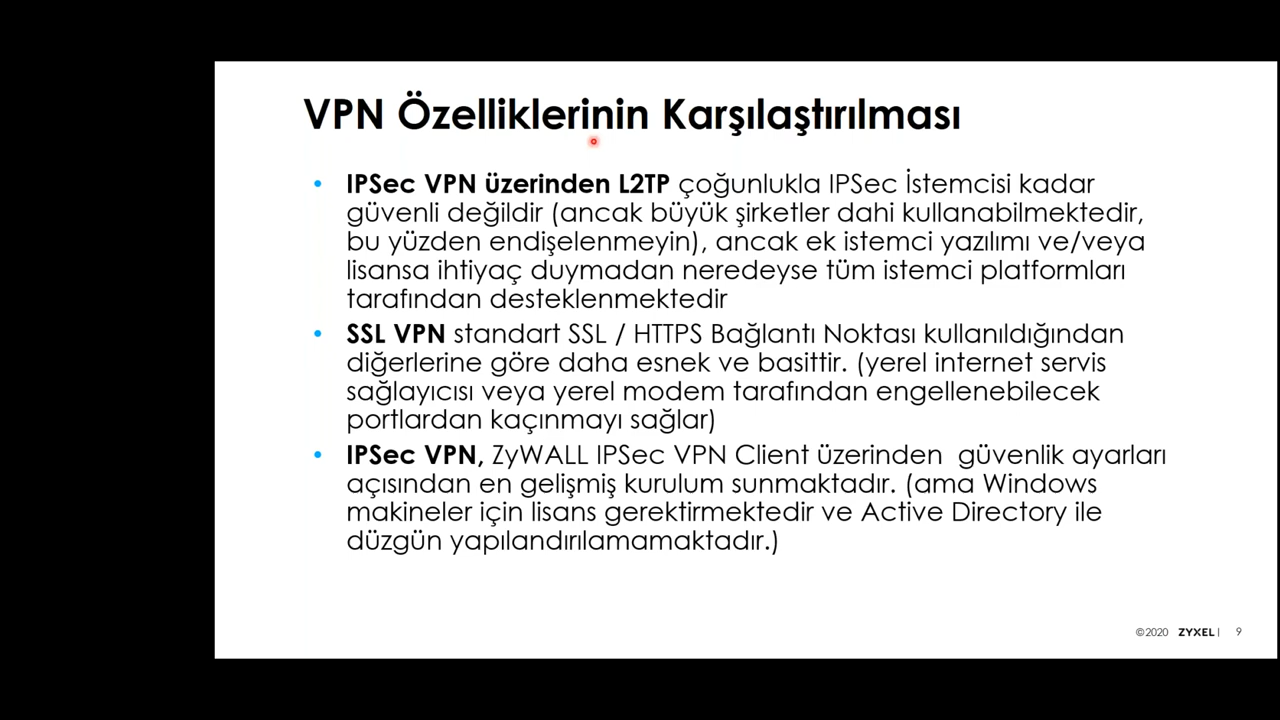 VPN Özelliklerinin Karşılaştırılması
• IPSec VPN üzerinden L2TP çoğunlukla IPSec İstemcisi kadar
güvenli değildir (ancak büyük şirketler dahi kullanabilmektedir,
bu yüzden endişelenmeyin), ancak ek istemci yazılımı ve/veya
lisansa ihtiyaç duymadan neredeyse tüm istemci platformları
tarafından desteklenmektedir
• SSL VPN standart SSL / HTTPS Bağlantı Noktası kullanıldığından
diğerlerine göre daha esnek ve basittir. (yerel internet servis
sağlayıcısı veya yerel modem tarafından engellenebilecek
portlardan kaçınmayı sağlar)
• IPSec VPN, ZyWALL IPSec VPN Client üzerinden  güvenlik ayarları
açısından en gelişmiş kurulum sunmaktadır. (ama Windows
makineler için lisans gerektirmektedir ve Active Directory ile
düzgün yapılandırılamamaktadır.)
©2020 ZYXEL | 9